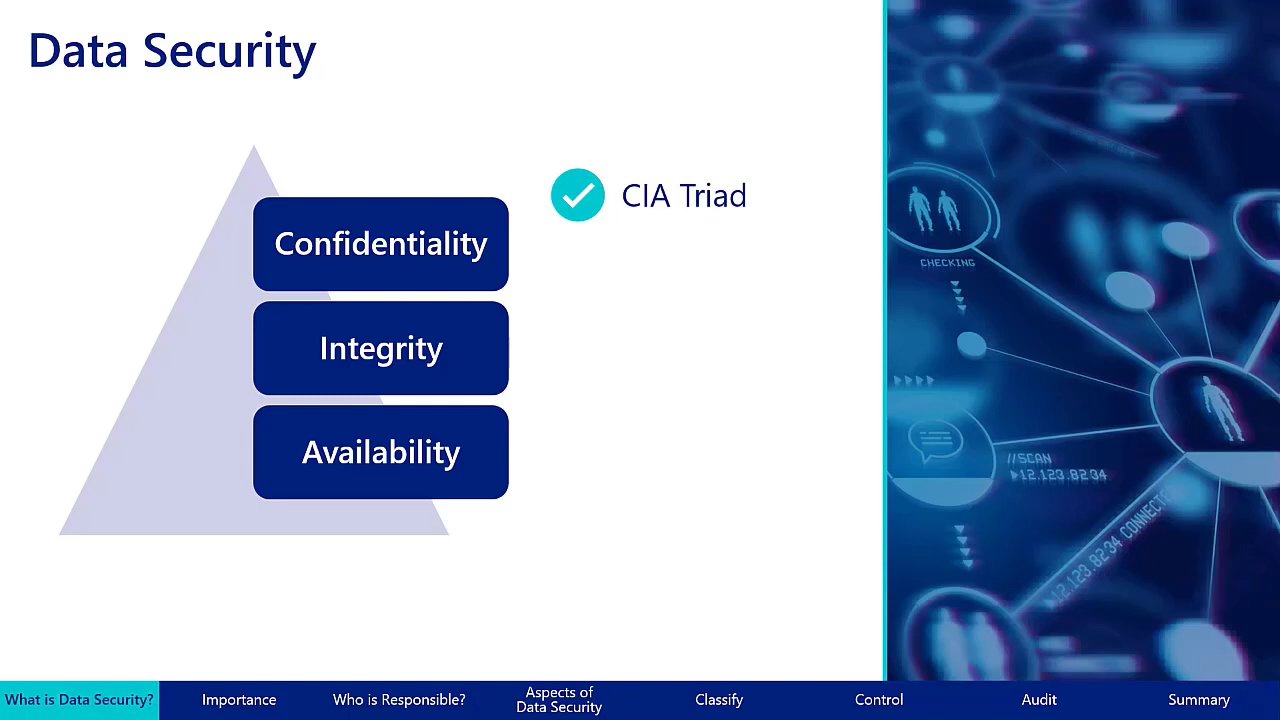 Data Security
Confidentiality
Integrity
Availability
CIA Triad
CHECKING
//SCAN
12.123.82.34
12.123.82.34 CONNECTE
What is Data Security?
Importance
Who is Responsible?
Aspects of
Data Security
Classify
Control
Audit
Summary